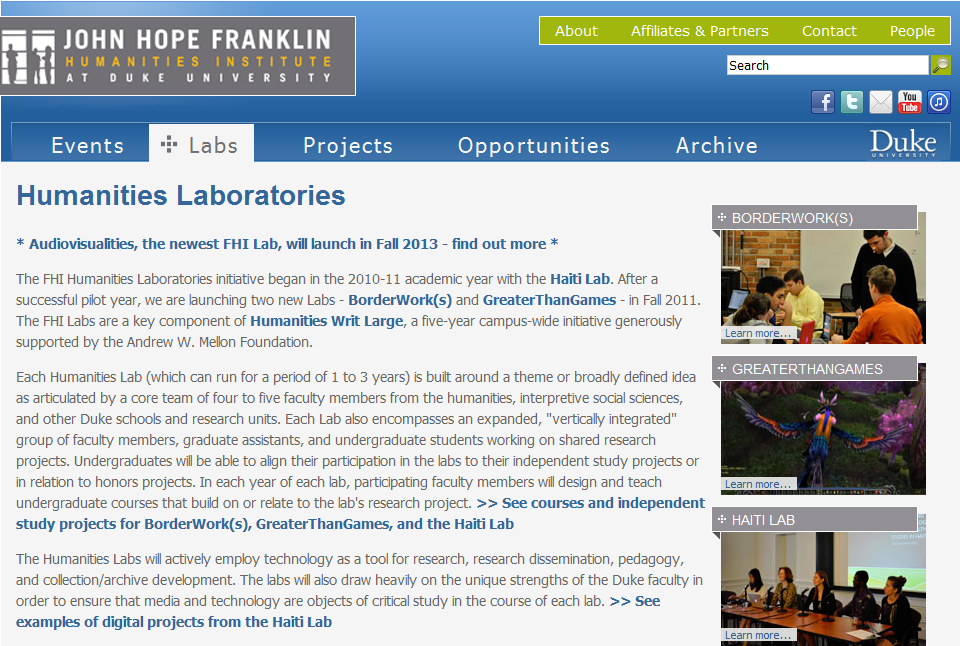 JOHN HOPE FRANKLIN
HUMANITIES INSTITUTE
AT DUKE UNIVERSITY
About Affiliates & Partners Contact People
Search
You
Tube
Events Labs Projects Opportunities Archive
Duke
UNIVERSITY
Humanities Laboratories
* Audiovisualities, the newest FHI Lab, will launch in Fall 2013 - find out more *
The FHI Humanities Laboratories initiative began in the 2010-11 academic year with the Haiti Lab. After a
successful pilot year, we are launching two new Labs - BorderWork(s) and GreaterThanGames - in Fall 2011.
The FHI Labs are a key component of Humanities Writ Large, a five-year campus-wide initiative generously
supported by the Andrew W. Mellon Foundation.
Each Humanities Lab (which can run for a period of 1 to 3 years) is built around a theme or broadly defined idea
as articulated by a core team of four to five faculty members from the humanities, interpretive social sciences,
and other Duke schools and research units. Each Lab also encompasses an expanded, "vertically integrated"
group of faculty members, graduate assistants, and undergraduate students working on shared research
projects. Undergraduates will be able to align their participation in the labs to their independent study projects or
in relation to honors projects. In each year of each lab, participating faculty members will design and teach
undergraduate courses that build on or relate to the lab's research project. >> See courses and independent
study projects for BorderWork(s), GreaterThanGames, and the Haiti Lab
The Humanities Labs will actively employ technology as a tool for research, research dissemination, pedagogy,
and collection/archive development. The labs will also draw heavily on the unique strengths of the Duke faculty in
order to ensure that media and technology are objects of critical study in the course of each lab. >> See
examples of digital projects from the Haiti Lab
BORDERWORK(S)
Learn more...
GREATERTHANGAMES
Learn more...
HAITI LAB
Learn more...